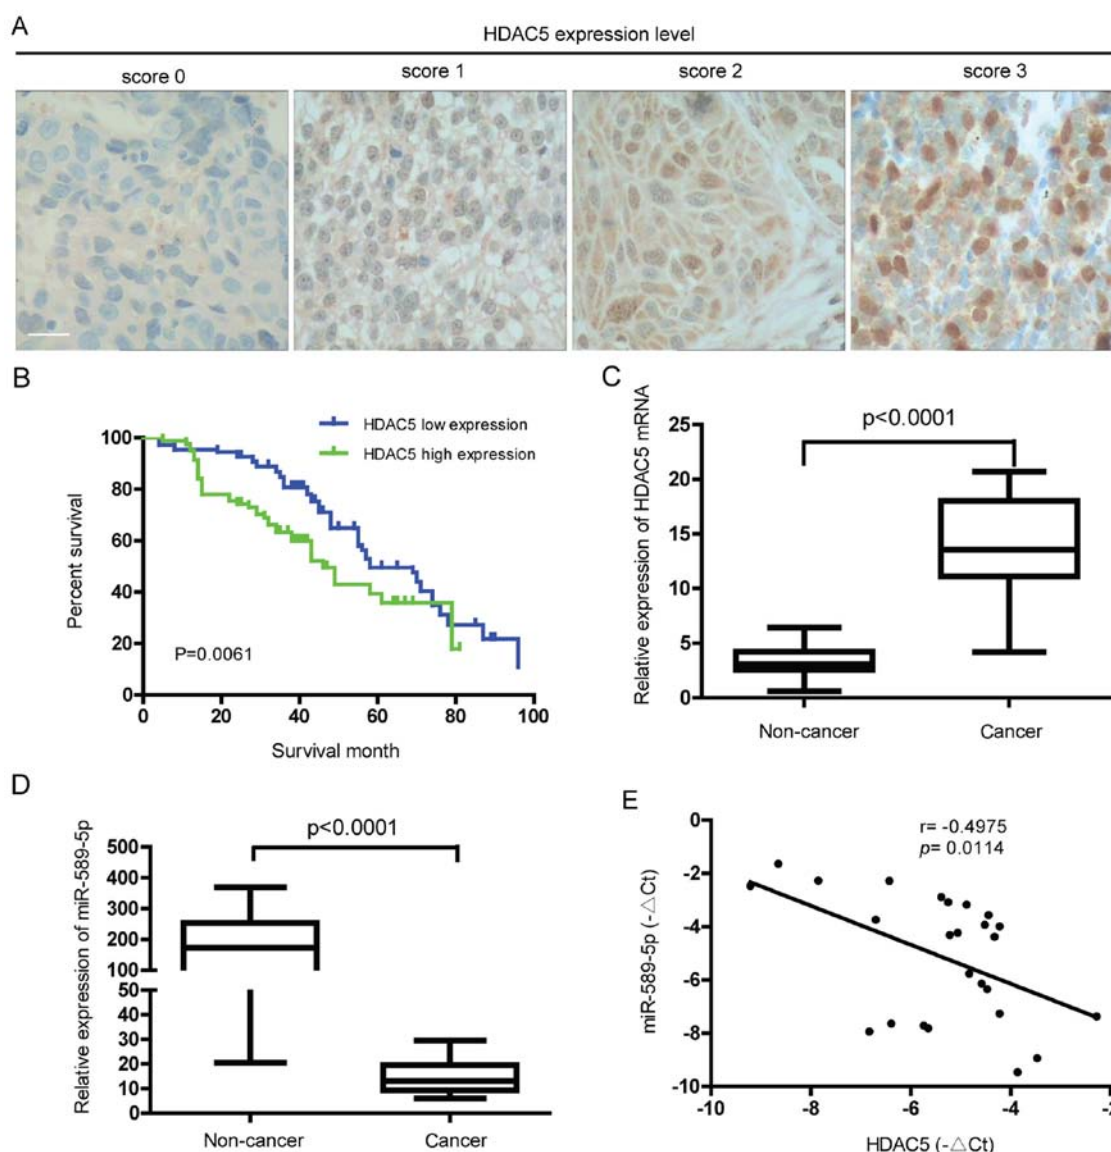 A
HDAC5 expression level
score 0
score 1
score 2
score 3
B
HDAC5 low expression
HDAC5 high expression
Percent survival
100
80
60
40
20
0
P=0.0061
0 20 40 60 80 100
Survival month
C
Relative expression of HDAC5 mRNA
p<0.0001
25
20
15
10
5
0
Non-cancer Cancer
D
Relative expression of miR-589-5p
p<0.0001
500
400
300
200
100
50
40
30
20
10
0
Non-cancer Cancer
E
miR-589-5p (-△Ct)
r= -0.4975
p= 0.0114
0
-2
-4
-6
-8
-10
-10 -8 -6 -4 -2
HDAC5 (-△Ct)